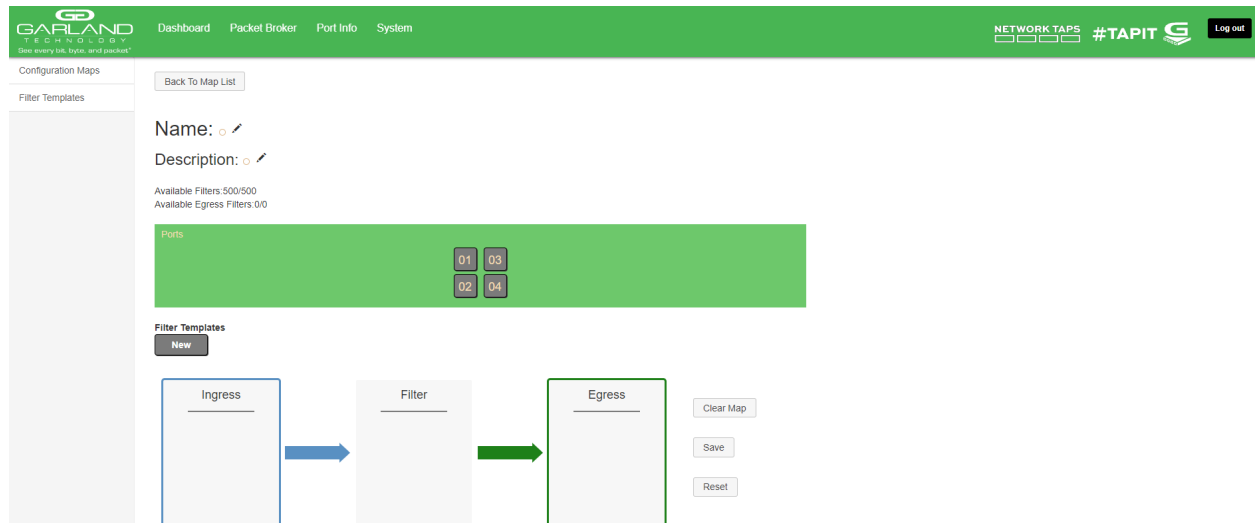 GARLAND
TECHNOLOGY
See every bit, byte, and packet®
Dashboard Packet Broker Port Info System
NETWORK TAPS
#TAPIT
Log out
Configuration Maps
Filter Templates
Back To Map List
Name:
Description:
Available Filters:500/500
Available Egress Filters:0/0
Ports
01 03
02 04
Filter Templates
New
Ingress Filter Egress
Clear Map
Save
Reset